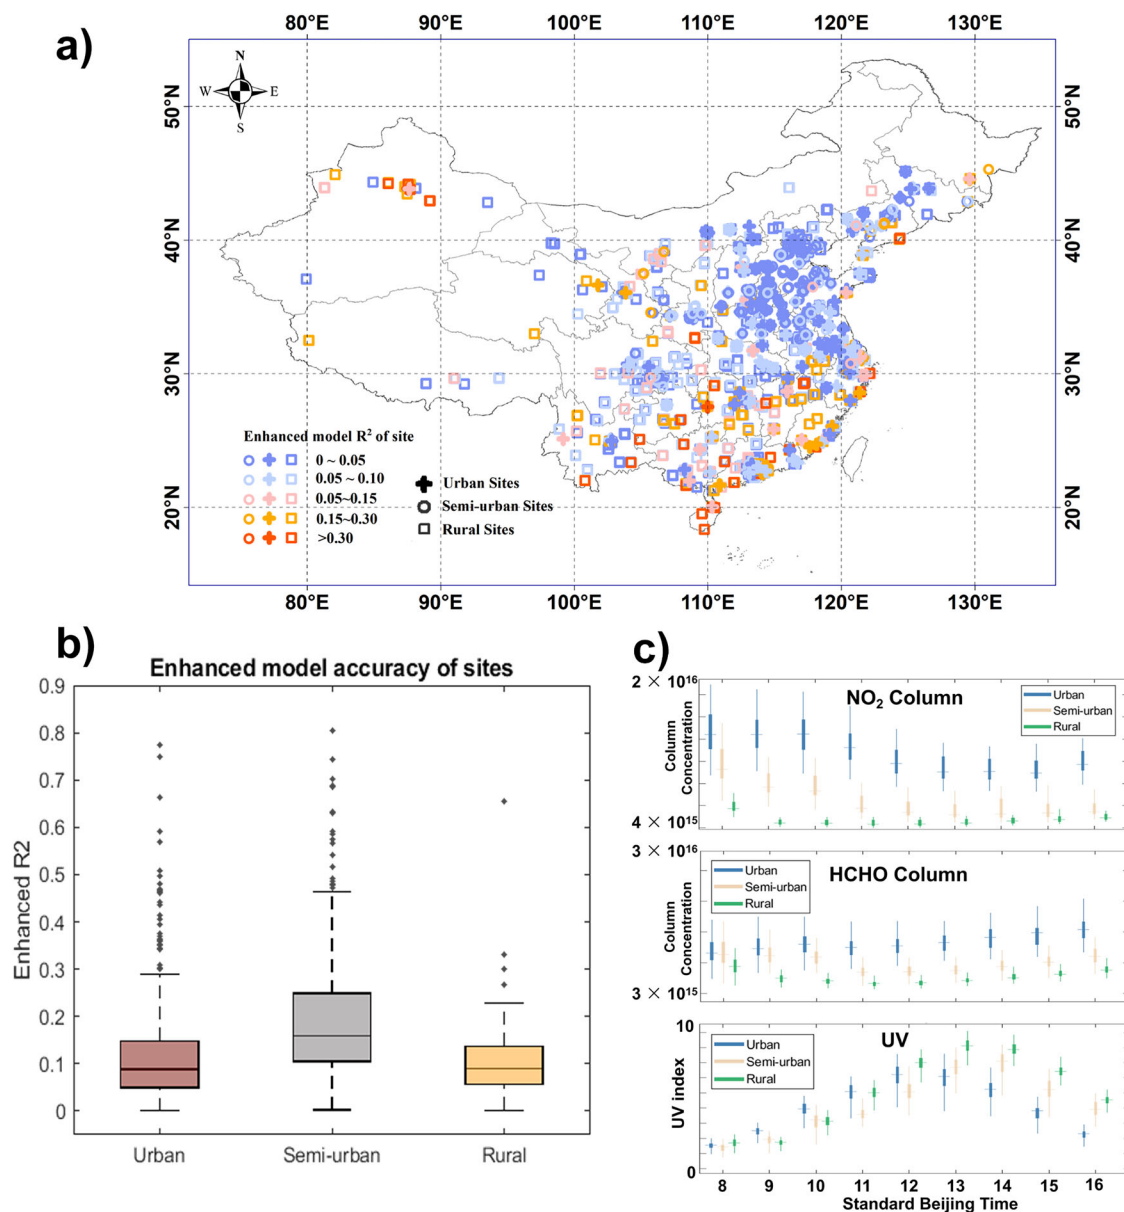 a)
80°E 90°E 100°E 110°E 120°E 130°E
N
W E
S
50°N 50°N
40°N 40°N
30°N 30°N
20°N 20°N
Enhanced model R² of site
0 ~ 0.05
0.05 ~ 0.10
0.05~0.15
0.15~0.30
>0.30
Urban Sites
Semi-urban Sites
Rural Sites
80°E 90°E 100°E 110°E 120°E 130°E
b)
Enhanced model accuracy of sites
Enhanced R2
0.9
0.8
0.7
0.6
0.5
0.4
0.3
0.2
0.1
0
Urban Semi-urban Rural
c)
2 × 10¹⁶
NO₂ Column
Column
Concentration
Urban
Semi-urban
Rural
4 × 10¹⁵
3 × 10¹⁶
HCHO Column
Column
Concentration
Urban
Semi-urban
Rural
3 × 10¹⁵
10
UV
UV index
Urban
Semi-urban
Rural
0
8 9 10 11 12 13 14 15 16
Standard Beijing Time